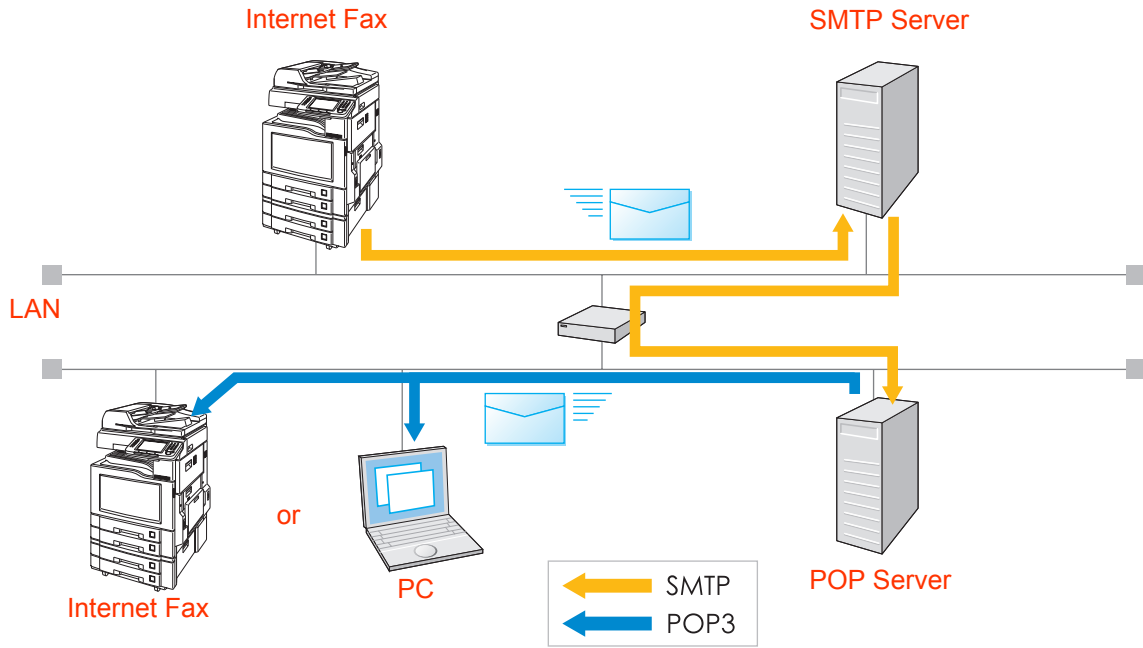 Internet Fax
SMTP Server
LAN
or
PC
Internet Fax
POP Server
SMTP
POP3